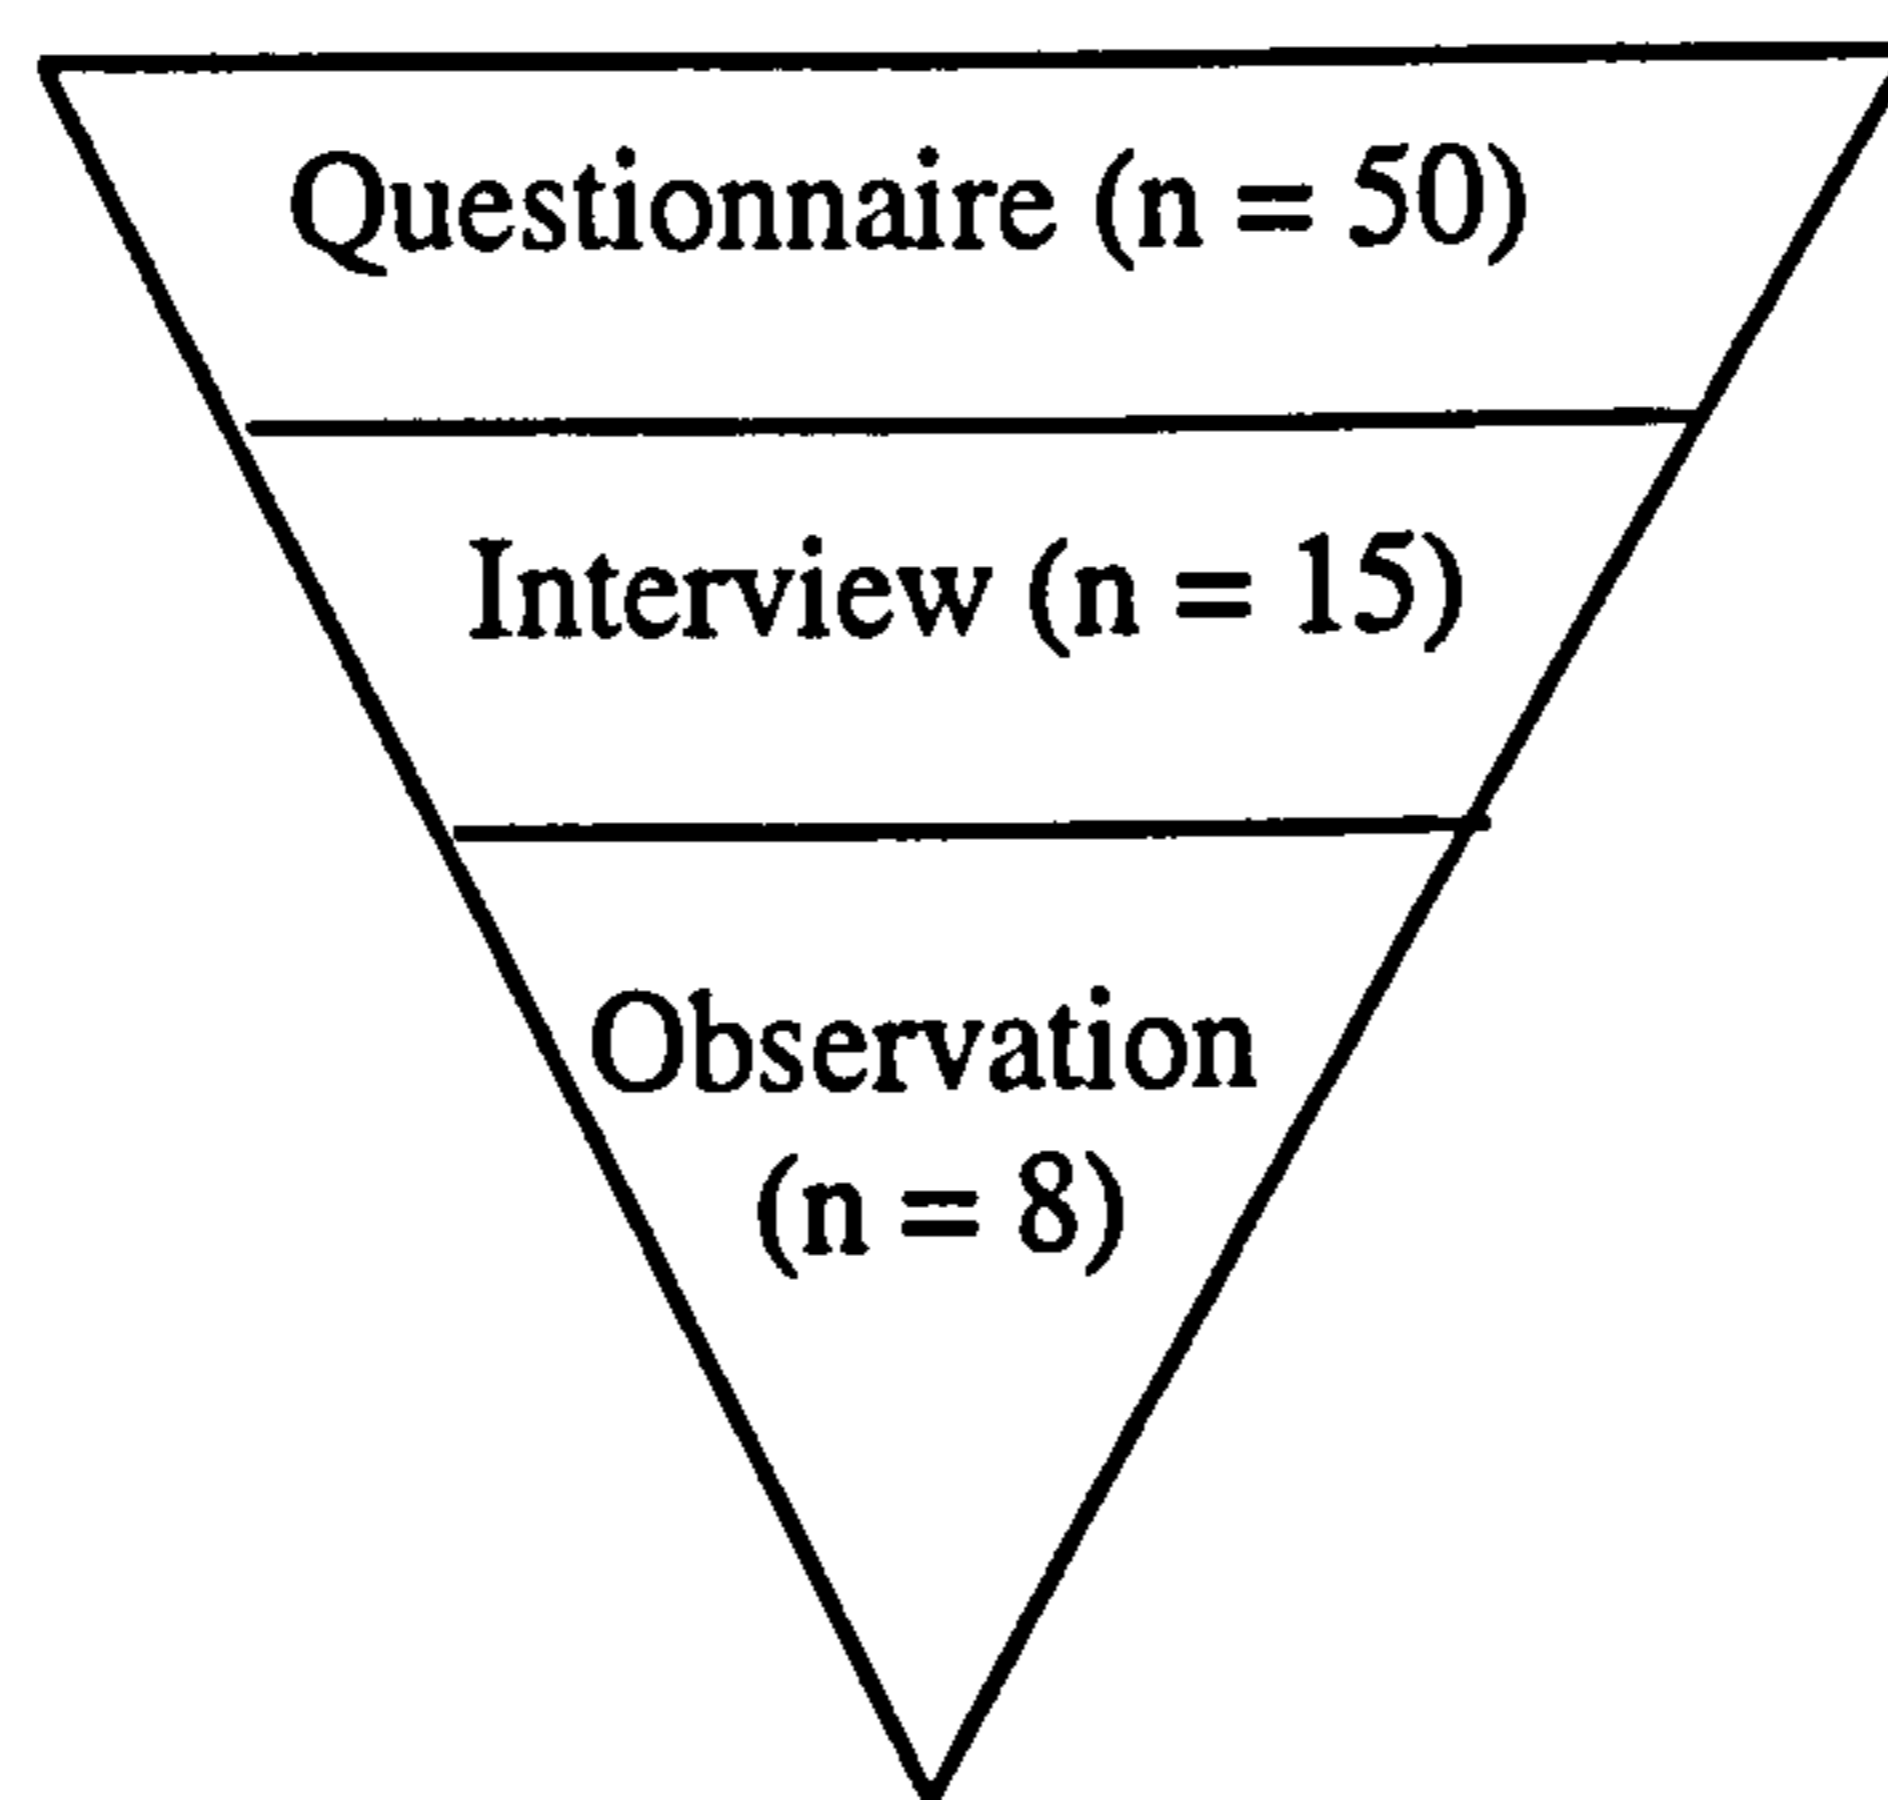 Questionnaire (n = 50)
Interview (n = 15)
Observation
(n = 8)